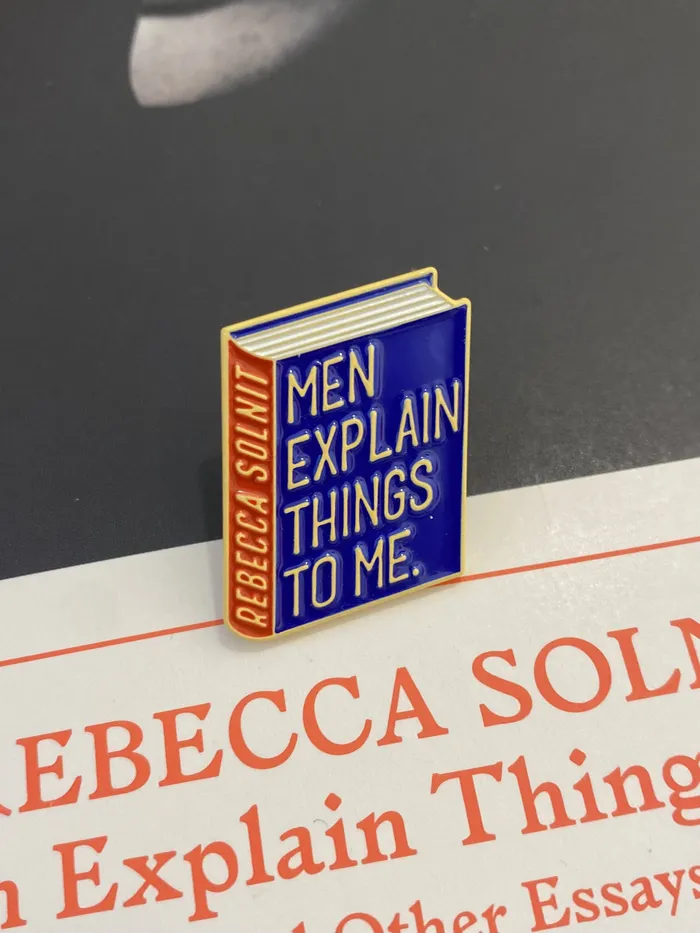 REBECCA SOLNIT
MEN
EXPLAIN
THINGS
TO ME.
REBECCA SOLN
n Explain Thing
d Other Essays